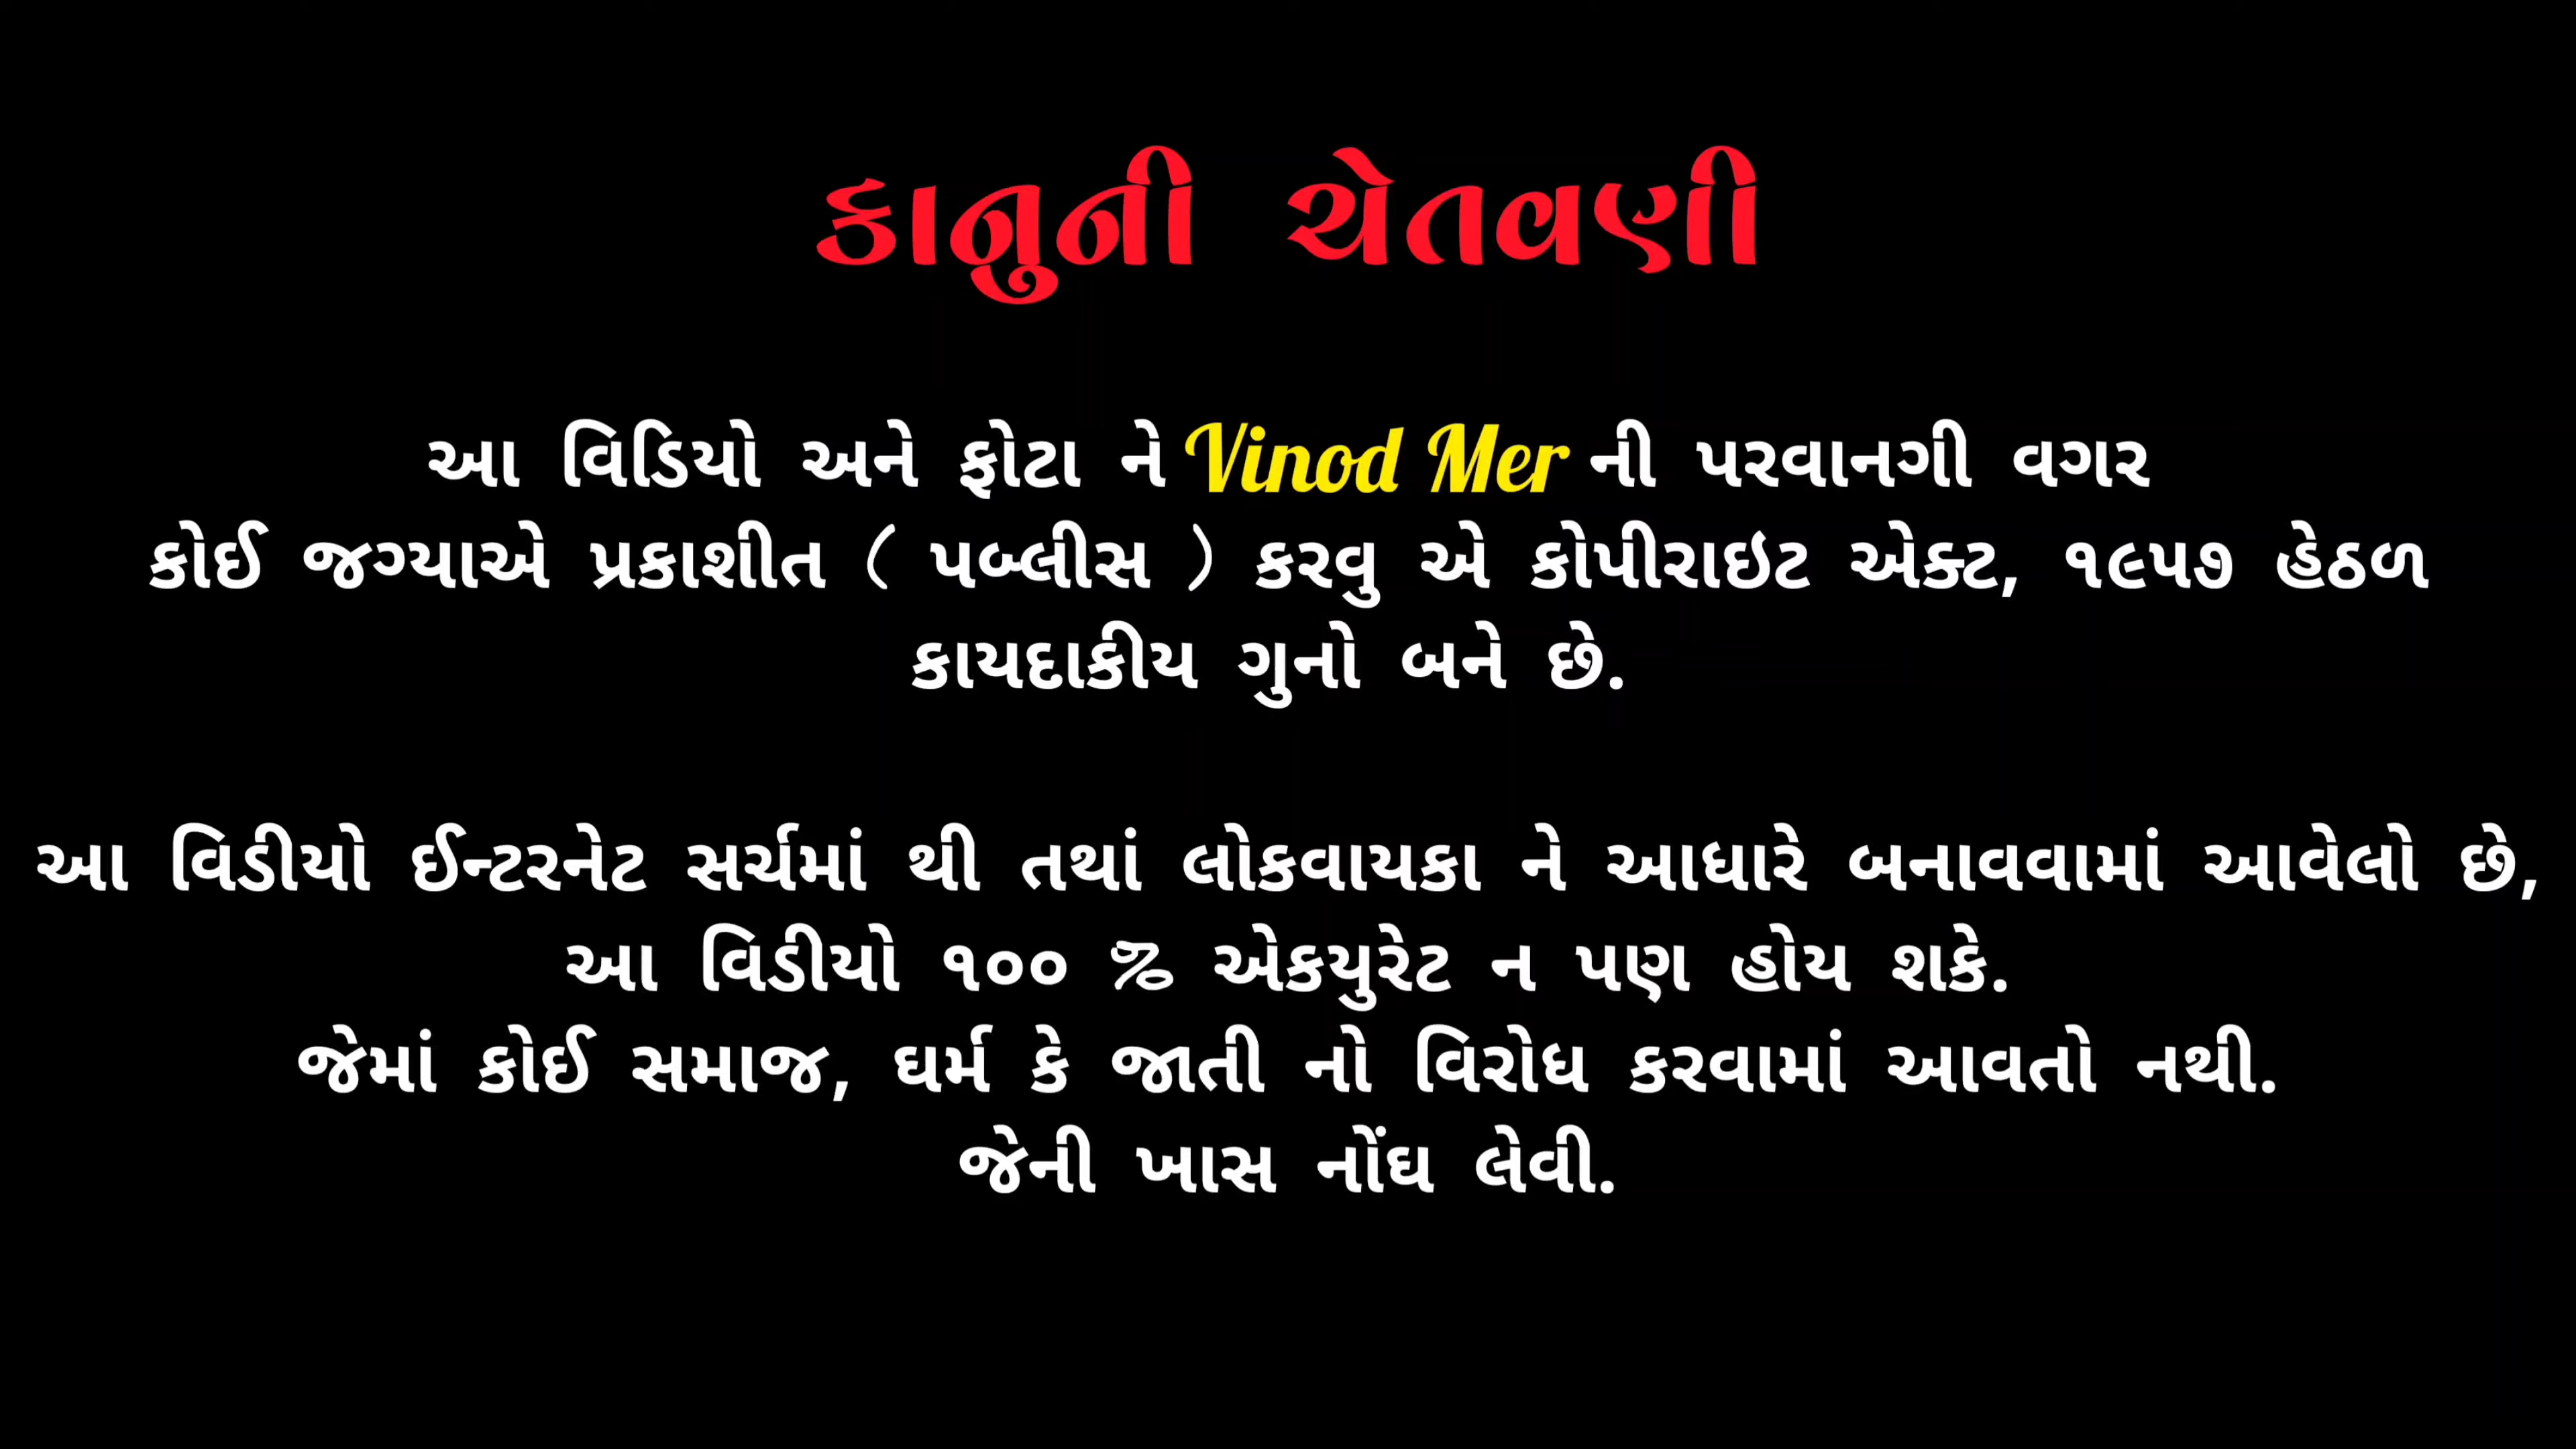 કાનુની ચેતવણી
આ વિડિયો અને ફોટા ને Vinod Mer ની પરવાનગી વગર
કોઈ જગ્યાએ પ્રકાશીત ( પબ્લીસ ) કરવુ એ કોપીરાઇટ એક્ટ, ૧૯૫૭ હેઠળ
કાયદાકીય ગુનો બને છે.
આ વિડીયો ઈન્ટરનેટ સર્ચમાં થી તથાં લોકવાયકા ને આધારે બનાવવામાં આવેલો છે,
આ વિડીયો ૧૦૦ % એકયુરેટ ન પણ હોય શકે.
જેમાં કોઈ સમાજ, ઘર્મ કે જાતી નો વિરોધ કરવામાં આવતો નથી.
જેની ખાસ નોંઘ લેવી.